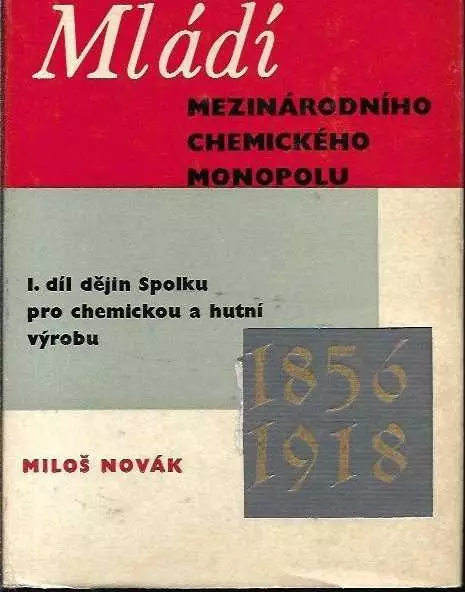 Mládí
MEZINÁRODNÍHO
CHEMICKÉHO
MONOPOLU
I. díl dějin Spolku
pro chemickou a hutní
výrobu
1856
1918
MILOŠ NOVÁK